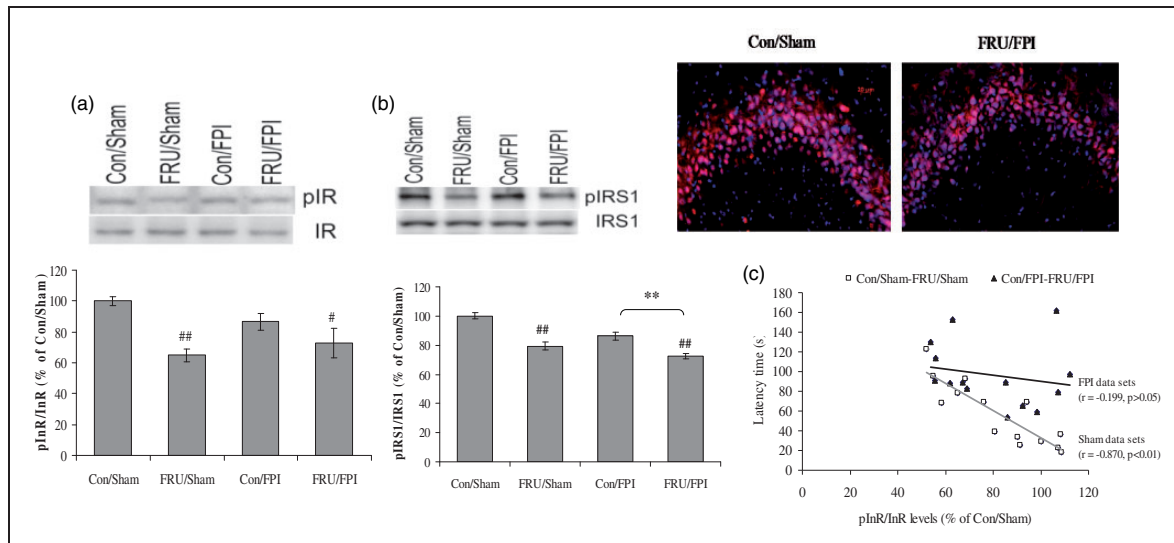 (a)
Con/Sham
FRU/Sham
Con/FPI
FRU/FPI
pIR
IR
120
100
80
60
40
20
0
pInR/InR (% of Con/Sham)
##
#
Con/Sham
FRU/Sham
Con/FPI
FRU/FPI
(b)
Con/Sham
FRU/Sham
Con/FPI
FRU/FPI
pIRS1
IRS1
120
100
80
60
40
20
0
pIRS1/IRS1 (% of Con/Sham)
##
**
##
Con/Sham
FRU/Sham
Con/FPI
FRU/FPI
Con/Sham
FRU/FPI
(c)
Con/Sham-FRU/Sham
Con/FPI-FRU/FPI
180
160
140
120
100
80
60
40
20
0
Latency time (s)
FPI data sets
(r = -0.199, p>0.05)
Sham data sets
(r = -0.870, p<0.01)
0
20
40
60
80
100
120
pInR/InR levels (% of Con/Sham)